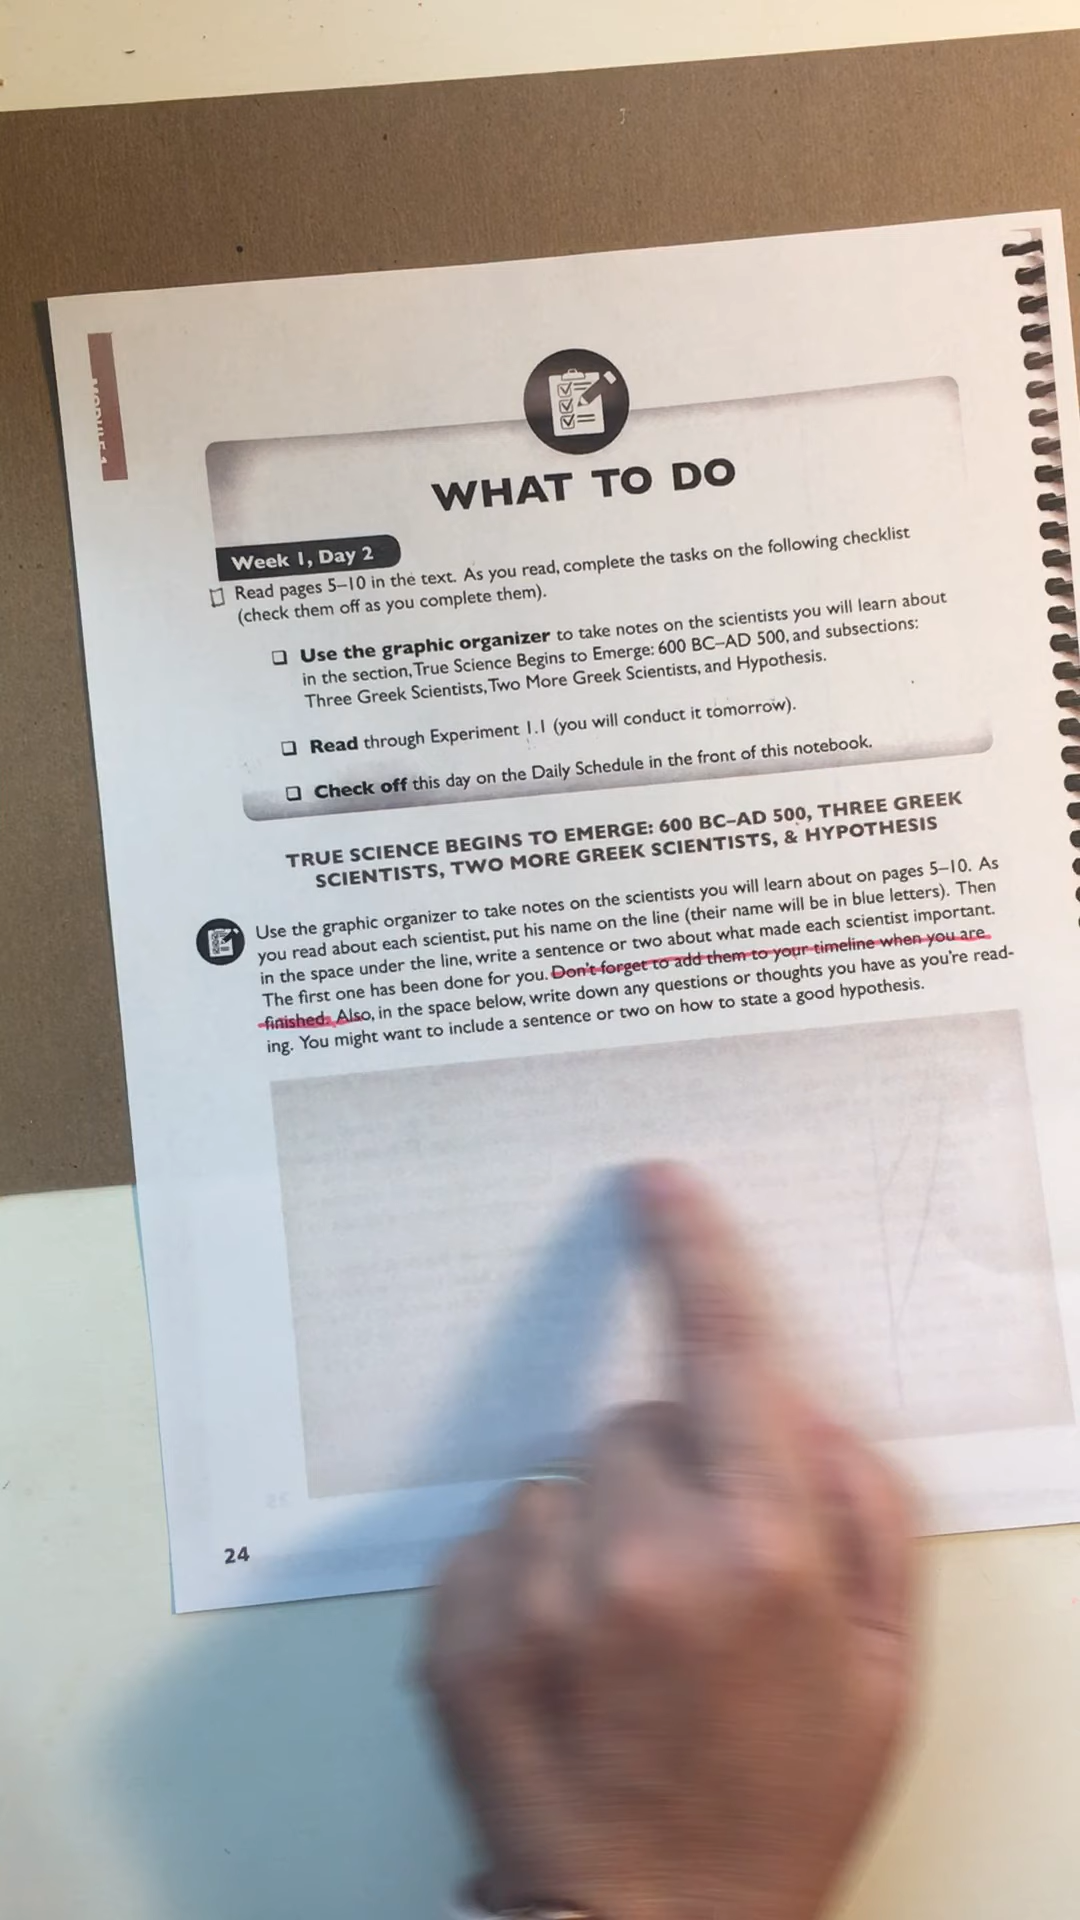 MODULE 1
WHAT TO DO
Week 1, Day 2
Read pages 5–10 in the text. As you read, complete the tasks on the following checklist
(check them off as you complete them).
Use the graphic organizer to take notes on the scientists you will learn about
in the section, True Science Begins to Emerge: 600 BC–AD 500, and subsections:
Three Greek Scientists, Two More Greek Scientists, and Hypothesis.
Read through Experiment 1.1 (you will conduct it tomorrow).
Check off this day on the Daily Schedule in the front of this notebook.
TRUE SCIENCE BEGINS TO EMERGE: 600 BC–AD 500, THREE GREEK
SCIENTISTS, TWO MORE GREEK SCIENTISTS, & HYPOTHESIS
Use the graphic organizer to take notes on the scientists you will learn about on pages 5–10. As
you read about each scientist, put his name on the line (their name will be in blue letters). Then
in the space under the line, write a sentence or two about what made each scientist important.
The first one has been done for you. Don't forget to add them to your timeline when you are
finished. Also, in the space below, write down any questions or thoughts you have as you're read-
ing. You might want to include a sentence or two on how to state a good hypothesis.
24